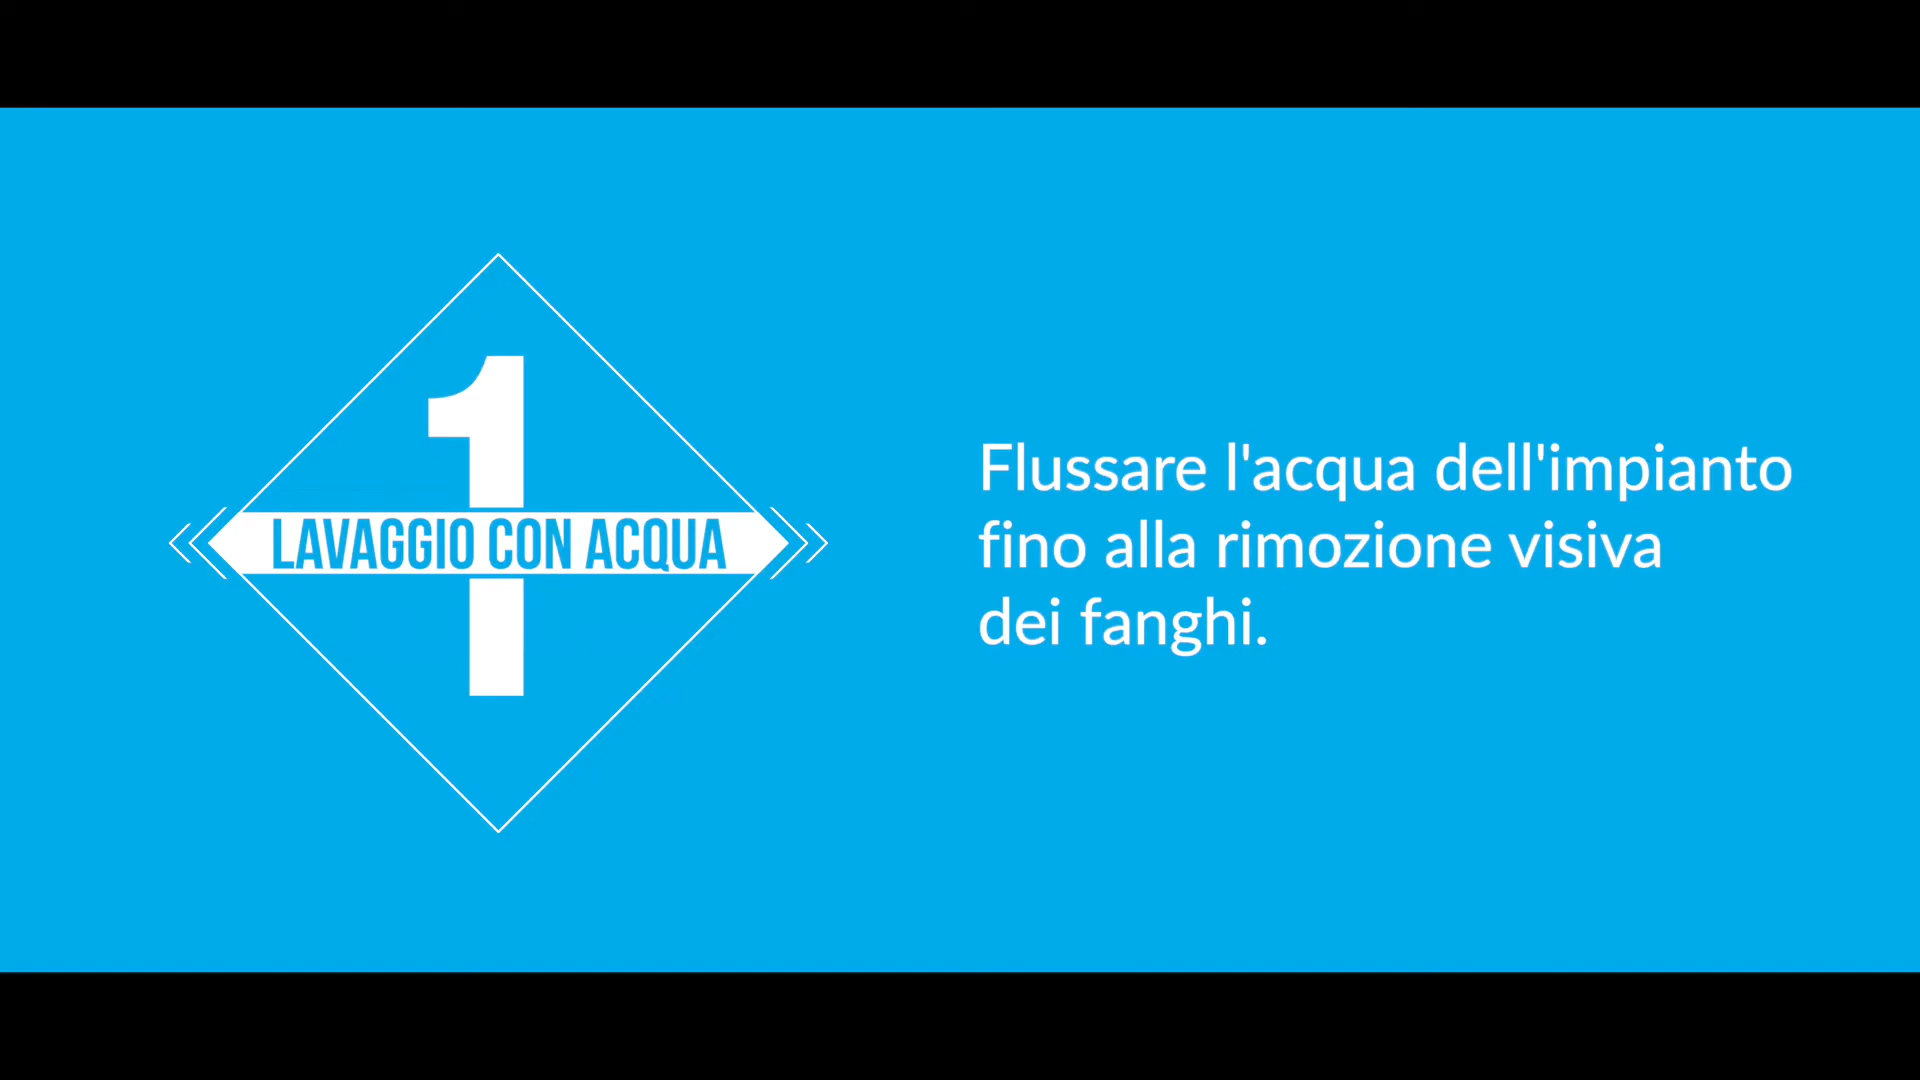 1
LAVAGGIO CON ACQUA
Flussare l'acqua dell'impianto
fino alla rimozione visiva
dei fanghi.